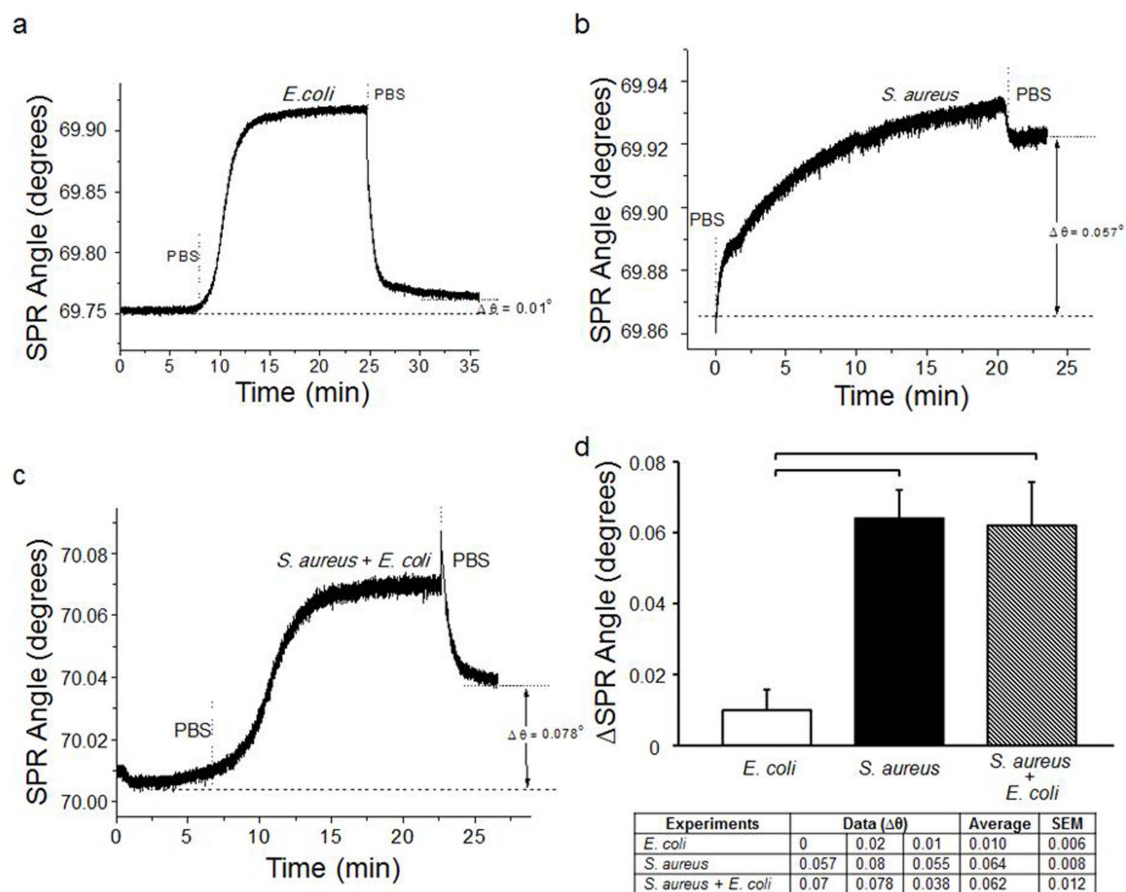 a
E.coli
PBS
PBS
Δ θ = 0.01°
69.90
69.85
69.80
69.75
SPR Angle (degrees)
0 5 10 15 20 25 30 35
Time (min)
b
S. aureus
PBS
PBS
Δ θ = 0.057°
69.94
69.93
69.92
69.90
69.88
69.86
SPR Angle (degrees)
0 5 10 15 20 25
Time (min)
c
S. aureus + E. coli
PBS
PBS
Δ θ = 0.078°
70.08
70.06
70.04
70.02
70.00
SPR Angle (degrees)
0 5 10 15 20 25
Time (min)
d
0.08
0.06
0.04
0.02
0
ΔSPR Angle (degrees)
E. coli S. aureus S. aureus
+
E. coli
Experiments Data (Δθ) Average SEM
E. coli 0 0.02 0.01 0.010 0.006
S. aureus 0.057 0.08 0.055 0.064 0.008
S. aureus + E. coli 0.07 0.078 0.038 0.062 0.012